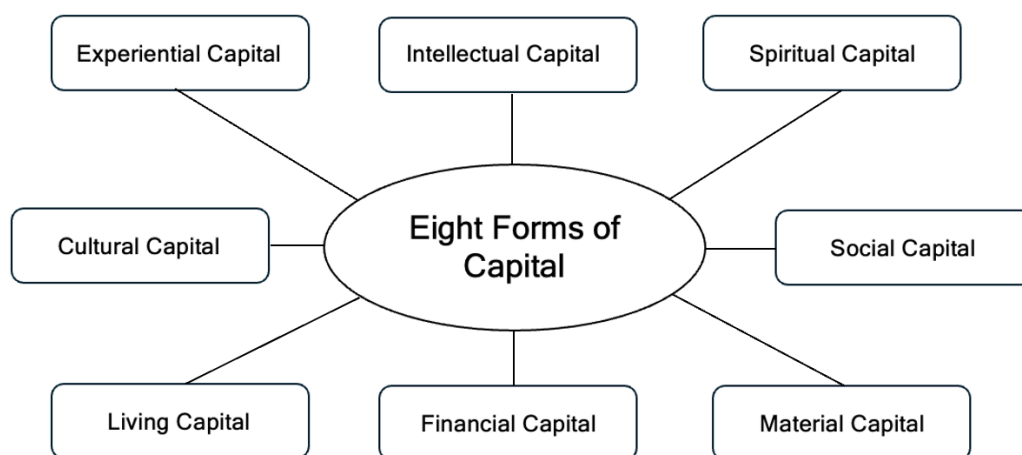 Experiential Capital
Intellectual Capital
Spiritual Capital
Cultural Capital
Eight Forms of
Capital
Social Capital
Living Capital
Financial Capital
Material Capital